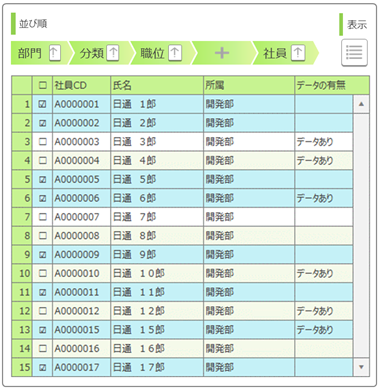 並び順 表示
部門 分類 職位 + 社員
社員CD 氏名 所属 データの有無
1 A0000001 日通 1郎 開発部
2 A0000002 日通 2郎 開発部
3 A0000003 日通 3郎 開発部 データあり
4 A0000004 日通 4郎 開発部 データあり
5 A0000005 日通 5郎 開発部
6 A0000006 日通 6郎 開発部 データあり
7 A0000007 日通 7郎 開発部
8 A0000008 日通 8郎 開発部
9 A0000009 日通 9郎 開発部
10 A0000010 日通 10郎 開発部 データあり
11 A0000011 日通 11郎 開発部
12 A0000012 日通 12郎 開発部 データあり
13 A0000015 日通 15郎 開発部 データあり
14 A0000016 日通 16郎 開発部
15 A0000017 日通 17郎 開発部